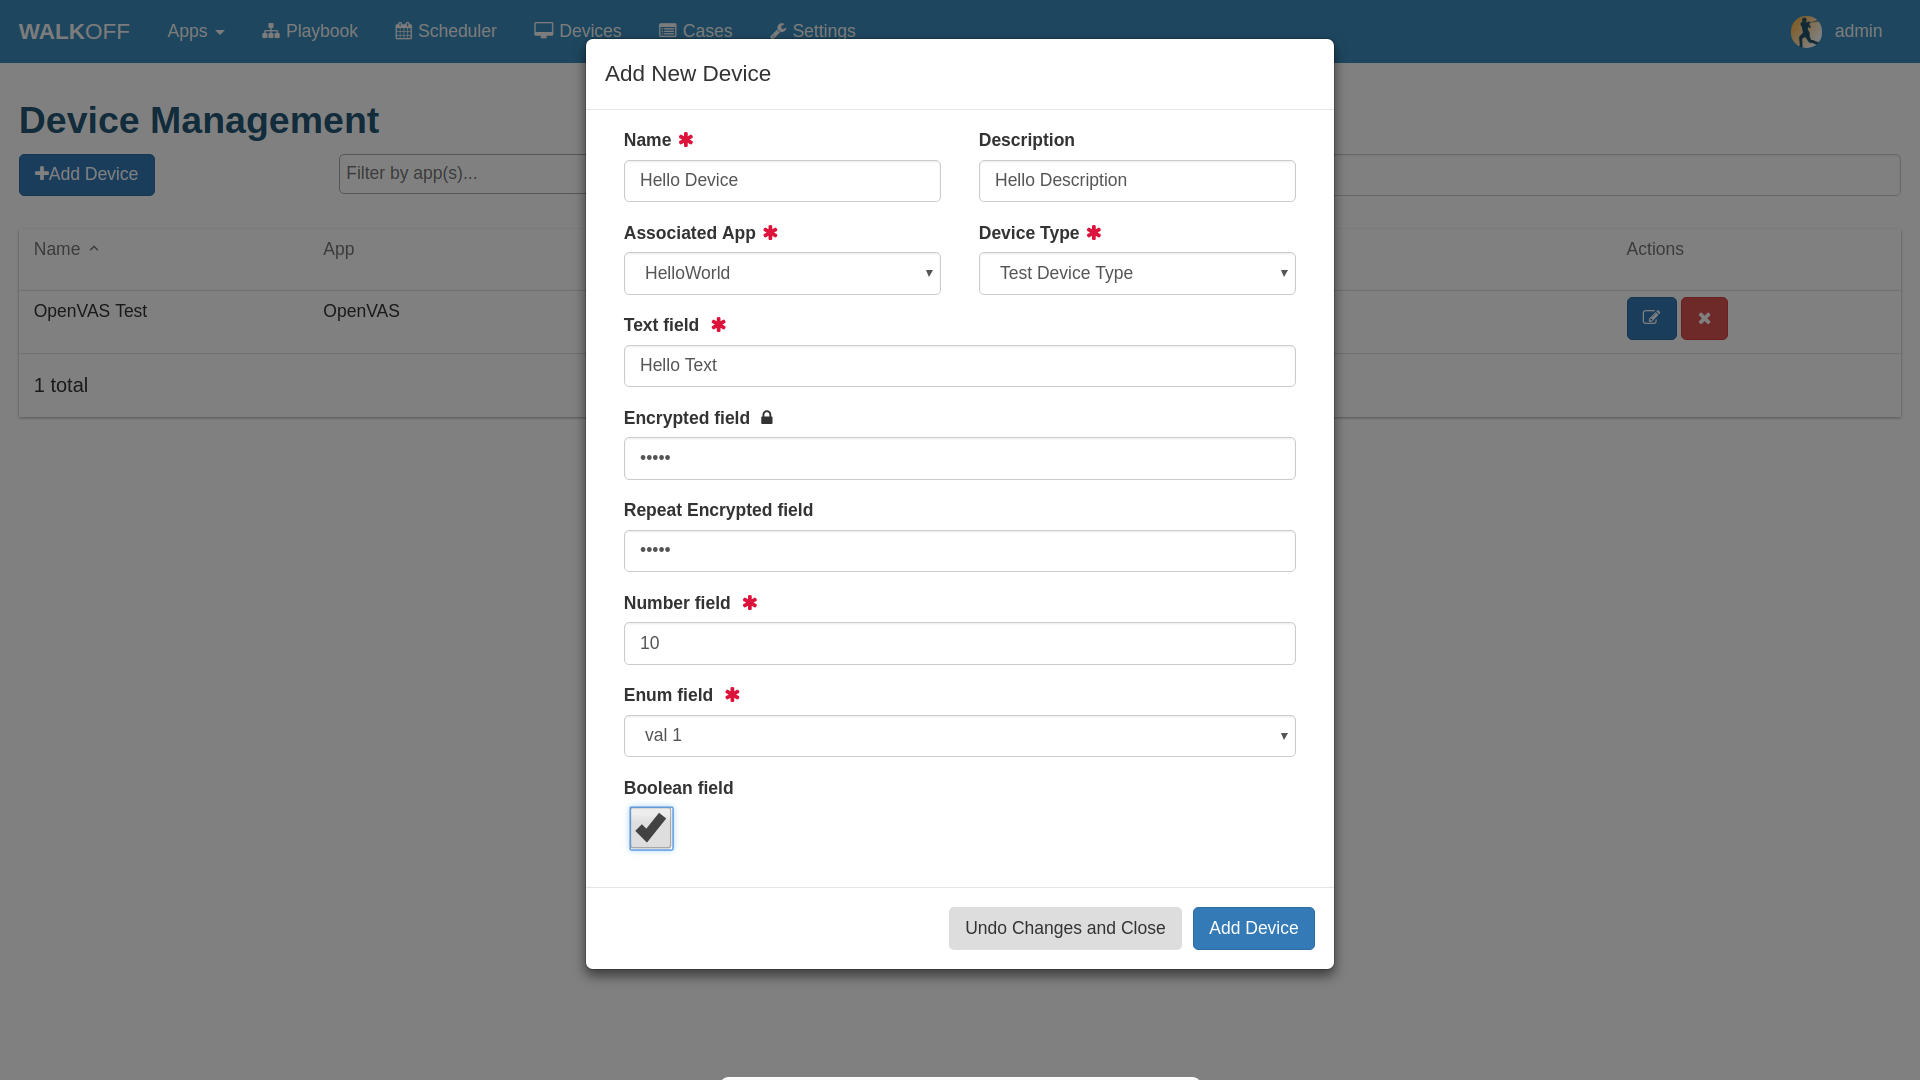 WALKOFF Apps Playbook Scheduler Devices Cases Settings admin
Add New Device
Device Management
Add Device Filter by app(s)...
Name App Actions
OpenVAS Test OpenVAS
1 total
Name Description
Hello Device Hello Description
Associated App Device Type
HelloWorld Test Device Type
Text field
Hello Text
Encrypted field
•••••
Repeat Encrypted field
•••••
Number field
10
Enum field
val 1
Boolean field
Undo Changes and Close Add Device